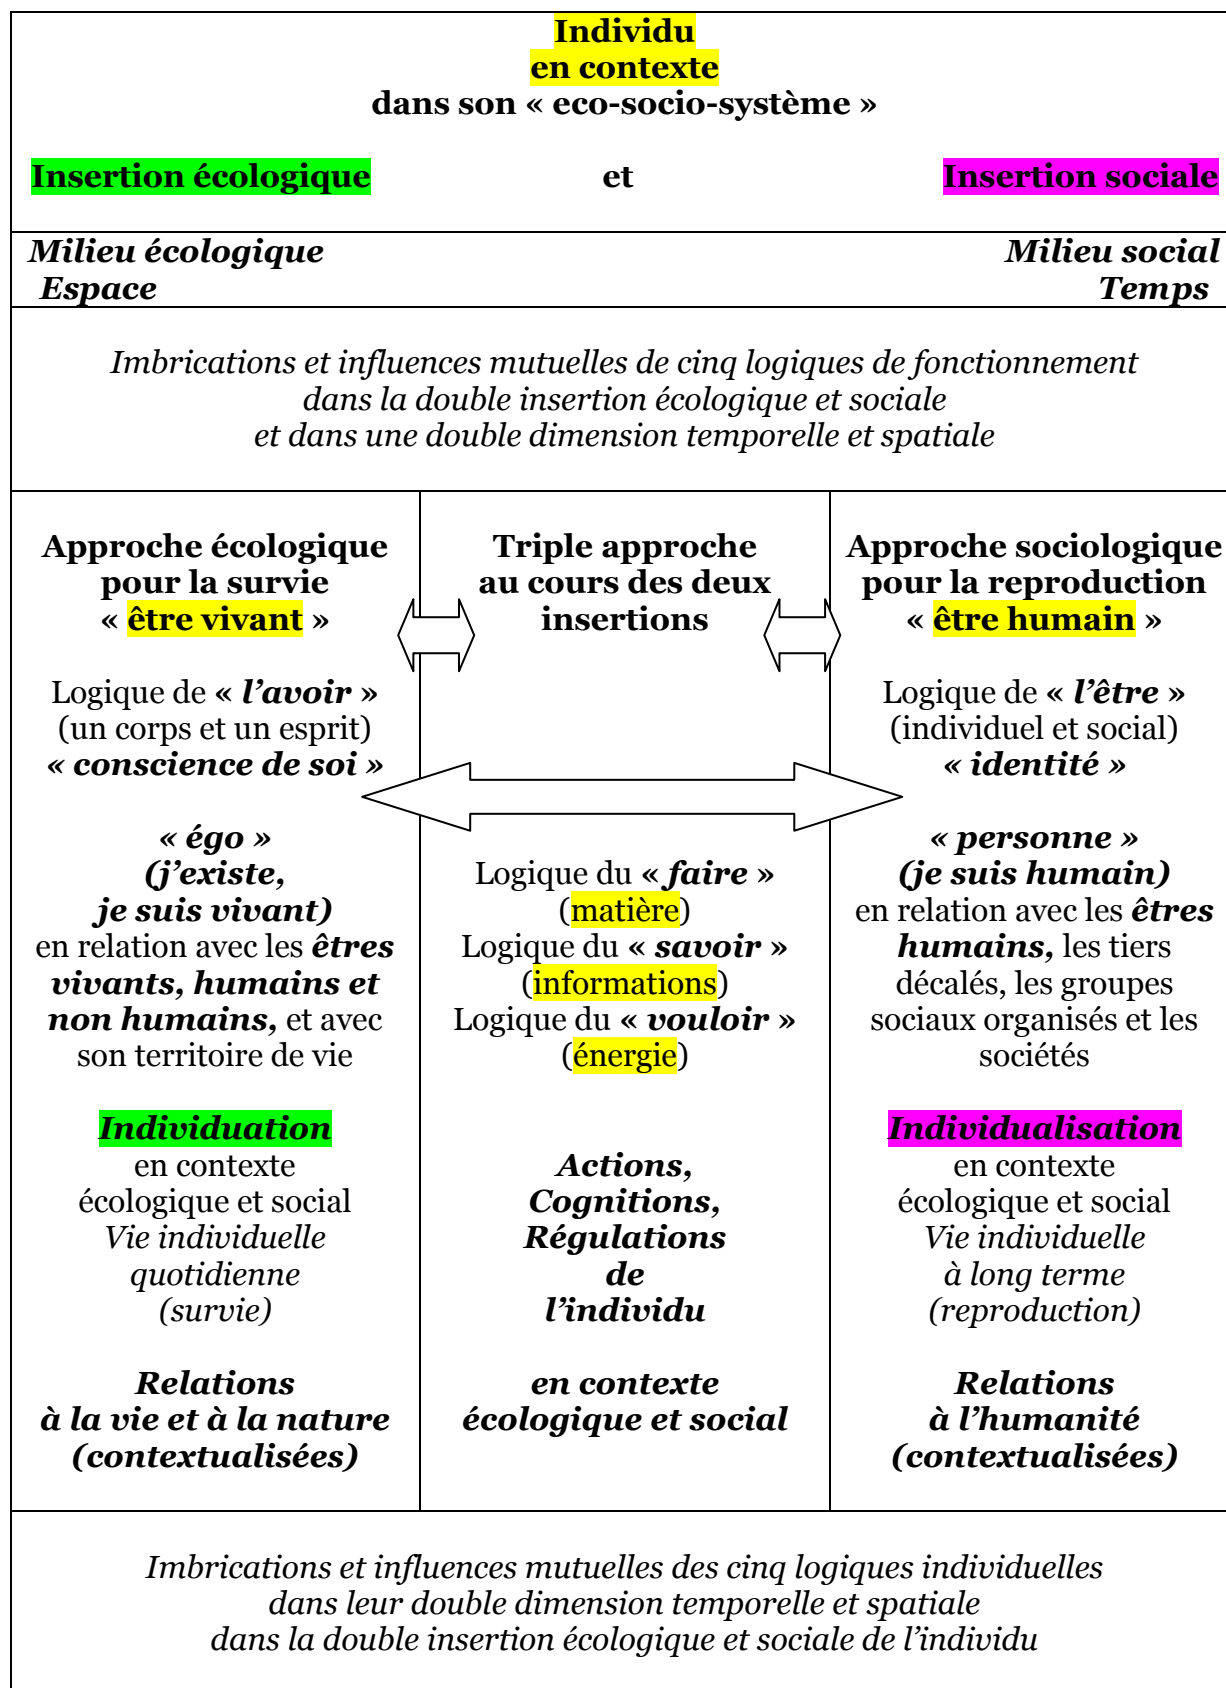 Individu
en contexte
dans son « eco-socio-système »
Insertion écologique et Insertion sociale
Milieu écologique Milieu social
Espace Temps
Imbrications et influences mutuelles de cinq logiques de fonctionnement
dans la double insertion écologique et sociale
et dans une double dimension temporelle et spatiale
Approche écologique
pour la survie
« être vivant »
Logique de « l’avoir »
(un corps et un esprit)
« conscience de soi »
« égo »
(j’existe,
je suis vivant)
en relation avec les êtres
vivants, humains et
non humains, et avec
son territoire de vie
Individuation
en contexte
écologique et social
Vie individuelle
quotidienne
(survie)
Relations
à la vie et à la nature
(contextualisées)
Triple approche
au cours des deux
insertions
Logique du « faire »
(matière)
Logique du « savoir »
(informations)
Logique du « vouloir »
(énergie)
Actions,
Cognitions,
Régulations
de
l’individu
en contexte
écologique et social
Approche sociologique
pour la reproduction
« être humain »
Logique de « l’être »
(individuel et social)
« identité »
« personne »
(je suis humain)
en relation avec les êtres
humains, les tiers
décalés, les groupes
sociaux organisés et les
sociétés
Individualisation
en contexte
écologique et social
Vie individuelle
à long terme
(reproduction)
Relations
à l’humanité
(contextualisées)
Imbrications et influences mutuelles des cinq logiques individuelles
dans leur double dimension temporelle et spatiale
dans la double insertion écologique et sociale de l’individu